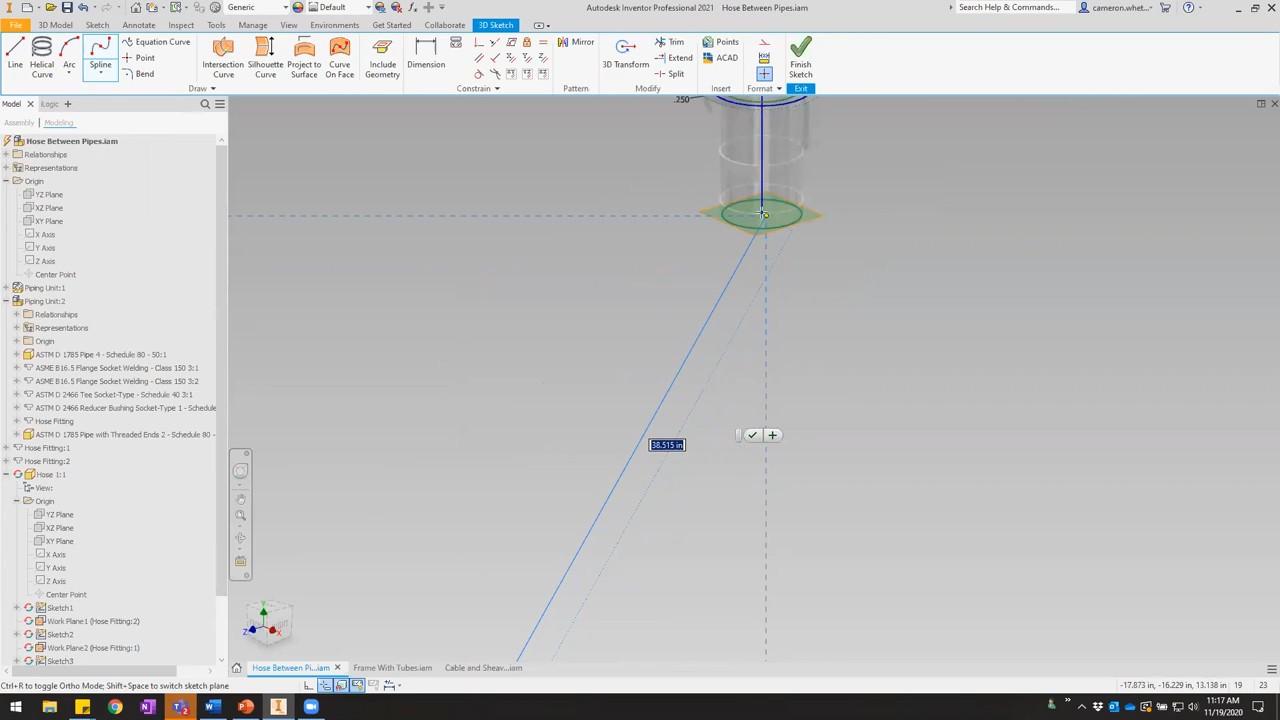 Generic
Default
Autodesk Inventor Professional 2021   Hose Between Pipes.iam
Search Help & Commands...
cameron.whet...
File
3D Model
Sketch
Annotate
Inspect
Tools
Manage
View
Environments
Get Started
Collaborate
3D Sketch
Line
Helical Curve
Arc
Spline
Equation Curve
Point
Bend
Intersection Curve
Silhouette Curve
Project to Surface
Curve On Face
Include Geometry
Dimension
Mirror
3D Transform
Trim
Extend
Split
Points
ACAD
Finish Sketch
Draw
Constrain
Pattern
Modify
Insert
Format
Exit
Model
iLogic
Assembly
Modeling
Hose Between Pipes.iam
Relationships
Representations
Origin
YZ Plane
XZ Plane
XY Plane
X Axis
Y Axis
Z Axis
Center Point
Piping Unit:1
Piping Unit:2
Relationships
Representations
Origin
ASTM D 1785 Pipe 4 - Schedule 80 - 50:1
ASME B16.5 Flange Socket Welding - Class 150 3:1
ASME B16.5 Flange Socket Welding - Class 150 3:2
ASTM D 2466 Tee Socket-Type - Schedule 40 3:1
ASTM D 2466 Reducer Bushing Socket-Type 1 - Schedule
Hose Fitting
ASTM D 1785 Pipe with Threaded Ends 2 - Schedule 80 -
Hose Fitting:1
Hose Fitting:2
Hose 1:1
View:
Origin
YZ Plane
XZ Plane
XY Plane
X Axis
Y Axis
Z Axis
Center Point
Sketch1
Work Plane1 (Hose Fitting:2)
Sketch2
Work Plane2 (Hose Fitting:1)
Sketch3
.250
38.515 in
Y
Z
X
Hose Between Pi...iam
Frame With Tubes.iam
Cable and Sheav...iam
Ctrl+R to toggle Ortho Mode; Shift+Space to switch sketch plane
-17.873 in, -16.229 in, 13.138 in
19
23
11:17 AM
11/19/2020